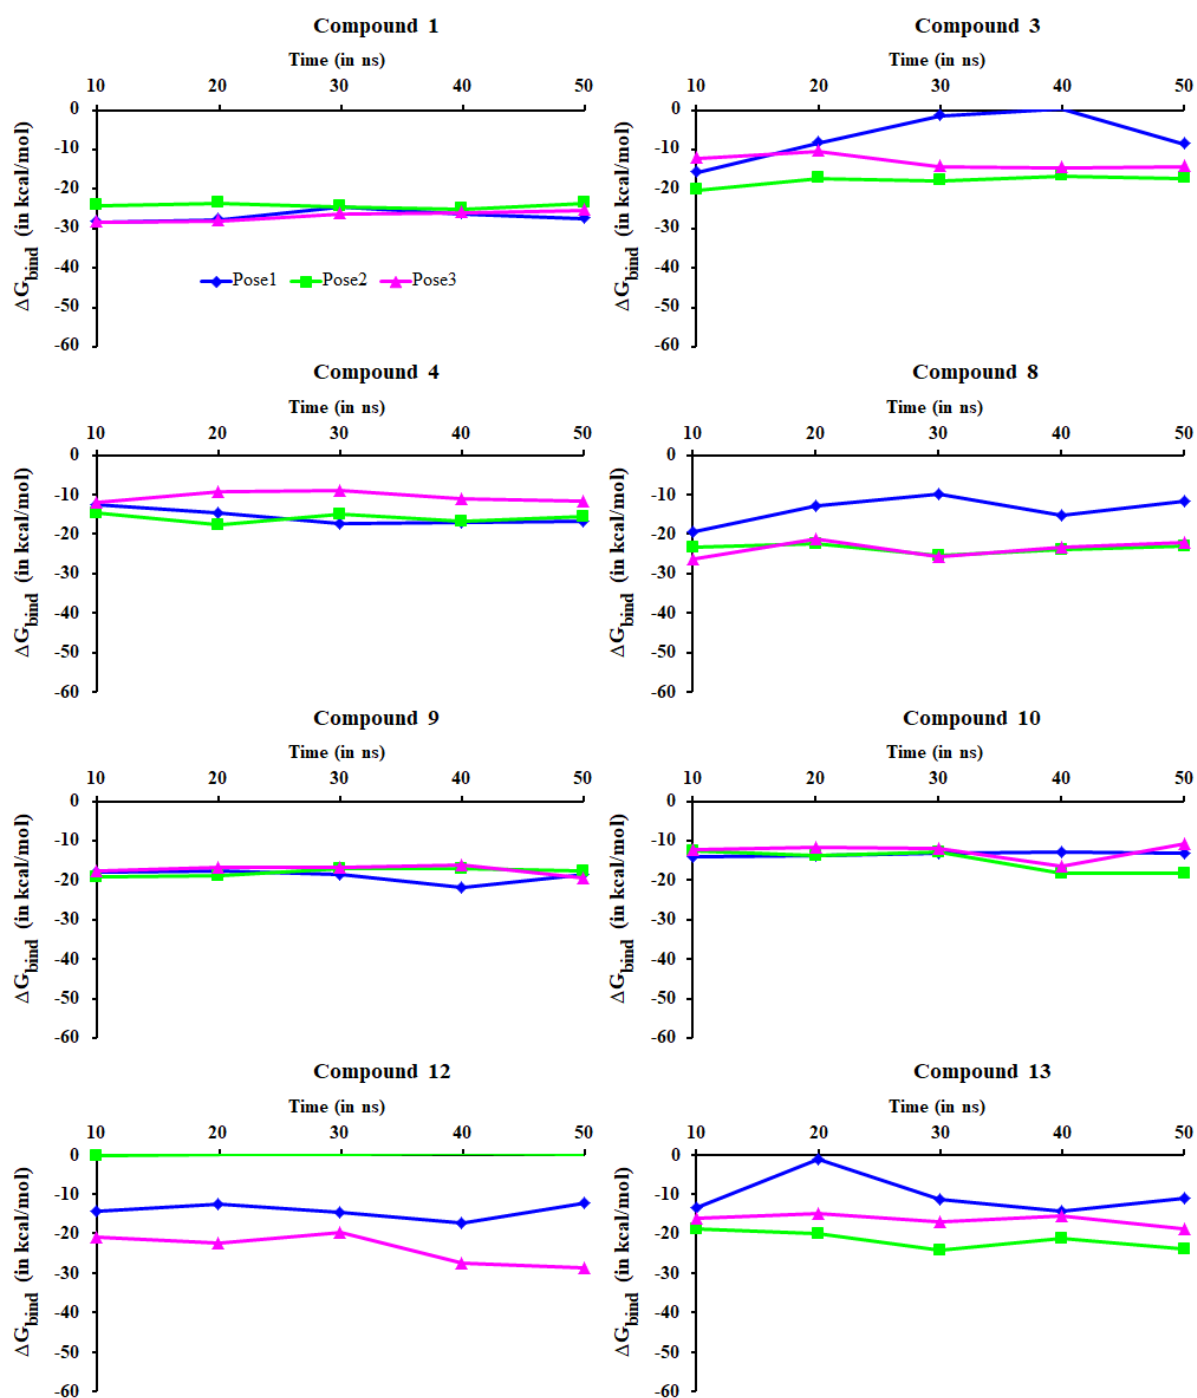 Compound 1
Time (in ns)
10 20 30 40 50
0
-10
-20
-30
-40
-50
-60
ΔGbind (in kcal/mol)
Pose1 Pose2 Pose3
Compound 3
Time (in ns)
10 20 30 40 50
0
-10
-20
-30
-40
-50
-60
ΔGbind (in kcal/mol)
Compound 4
Time (in ns)
10 20 30 40 50
0
-10
-20
-30
-40
-50
-60
ΔGbind (in kcal/mol)
Compound 8
Time (in ns)
10 20 30 40 50
0
-10
-20
-30
-40
-50
-60
ΔGbind (in kcal/mol)
Compound 9
Time (in ns)
10 20 30 40 50
0
-10
-20
-30
-40
-50
-60
ΔGbind (in kcal/mol)
Compound 10
Time (in ns)
10 20 30 40 50
0
-10
-20
-30
-40
-50
-60
ΔGbind (in kcal/mol)
Compound 12
Time (in ns)
10 20 30 40 50
0
-10
-20
-30
-40
-50
-60
ΔGbind (in kcal/mol)
Compound 13
Time (in ns)
10 20 30 40 50
0
-10
-20
-30
-40
-50
-60
ΔGbind (in kcal/mol)